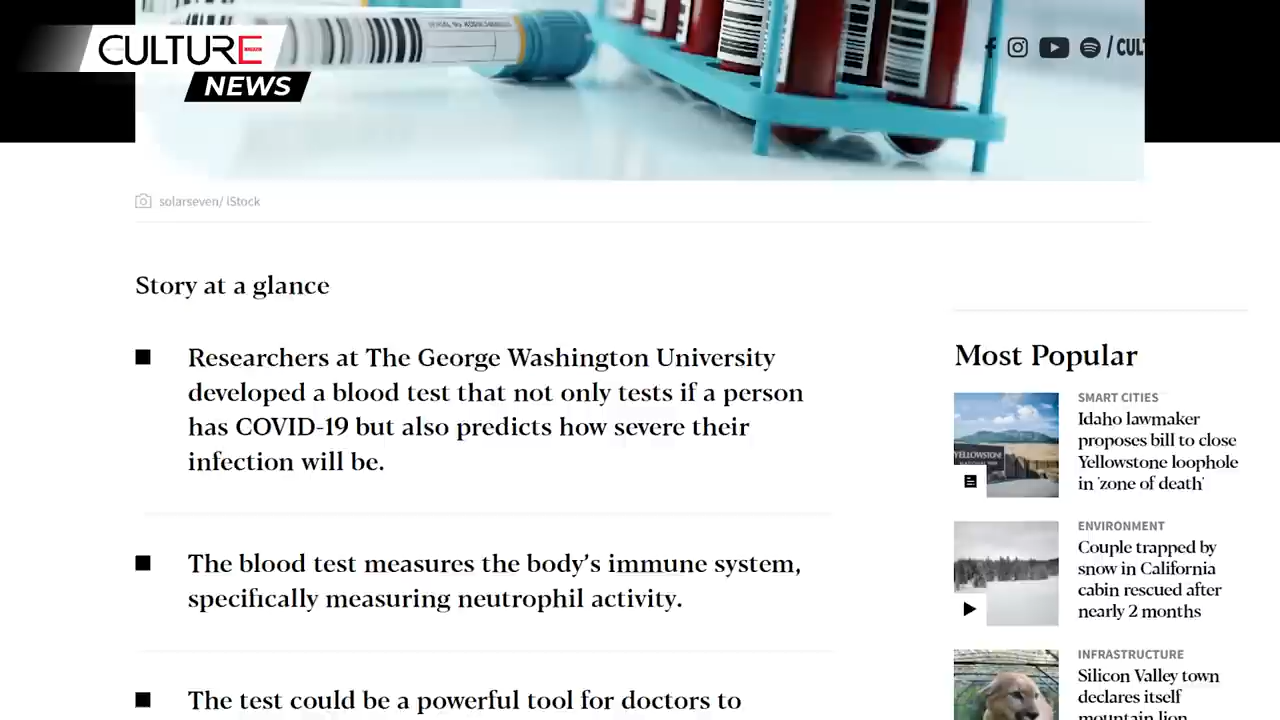 CULTURE
NEWS
/ CUL
solarseven/ iStock
Story at a glance
■ Researchers at The George Washington University
developed a blood test that not only tests if a person
has COVID-19 but also predicts how severe their
infection will be.
■ The blood test measures the body's immune system,
specifically measuring neutrophil activity.
■ The test could be a powerful tool for doctors to
Most Popular
SMART CITIES
Idaho lawmaker
proposes bill to close
Yellowstone loophole
in 'zone of death'
YELLOWSTONE
ENVIRONMENT
Couple trapped by
snow in California
cabin rescued after
nearly 2 months
INFRASTRUCTURE
Silicon Valley town
declares itself
mountain lion